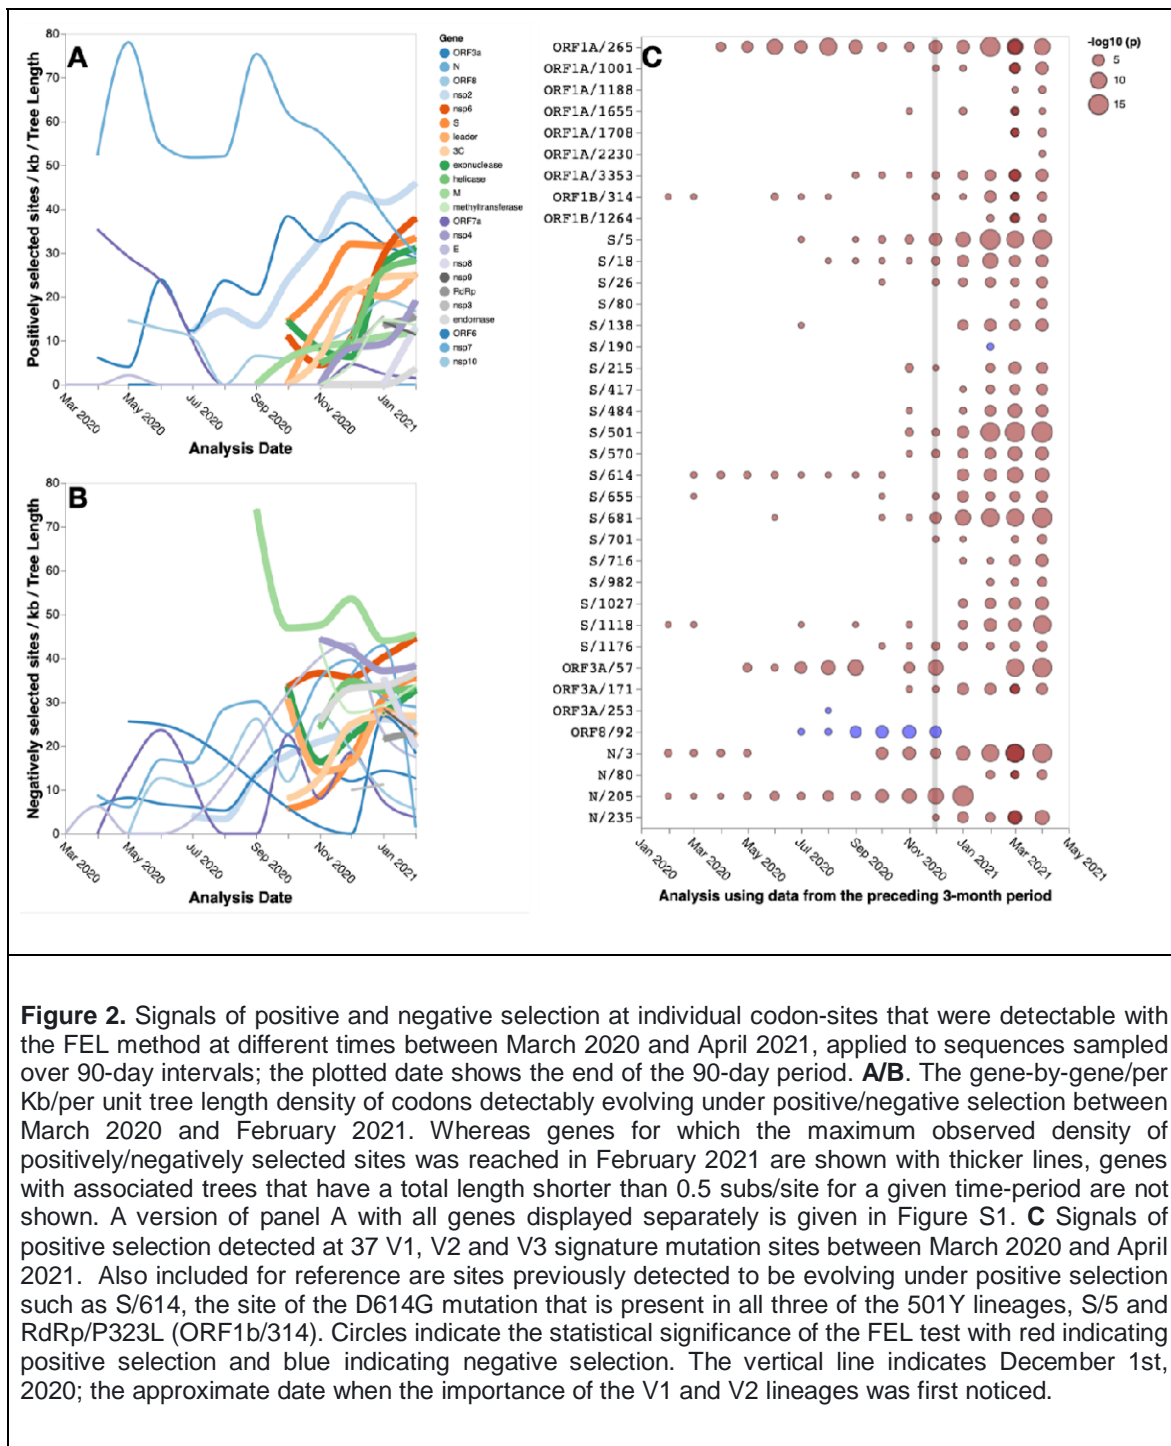 A
80
70
60
50
40
30
20
10
0
Positively selected sites / kb / Tree Length
Mar 2020
May 2020
Jul 2020
Sep 2020
Nov 2020
Jan 2021
Analysis Date
Gene
ORF3a
N
ORF8
nsp2
nsp6
S
leader
3C
exonuclease
helicase
M
methyltransferase
ORF7a
nsp4
E
nsp8
nsp9
RdRp
nsp3
endornase
ORF6
nsp7
nsp10
B
80
70
60
50
40
30
20
10
0
Negatively selected sites / kb / Tree Length
Mar 2020
May 2020
Jul 2020
Sep 2020
Nov 2020
Jan 2021
Analysis Date
C
ORF1A/265
ORF1A/1001
ORF1A/1188
ORF1A/1655
ORF1A/1708
ORF1A/2230
ORF1A/3353
ORF1B/314
ORF1B/1264
S/5
S/18
S/26
S/80
S/138
S/190
S/215
S/417
S/484
S/501
S/570
S/614
S/655
S/681
S/701
S/716
S/982
S/1027
S/1118
S/1176
ORF3A/57
ORF3A/171
ORF3A/253
ORF8/92
N/3
N/80
N/205
N/235
Jan 2020
Mar 2020
May 2020
Jul 2020
Sep 2020
Nov 2020
Jan 2021
Mar 2021
May 2021
Analysis using data from the preceding 3-month period
-log10 (p)
5
10
15
Figure 2. Signals of positive and negative selection at individual codon-sites that were detectable with
the FEL method at different times between March 2020 and April 2021, applied to sequences sampled
over 90-day intervals; the plotted date shows the end of the 90-day period. A/B. The gene-by-gene/per
Kb/per unit tree length density of codons detectably evolving under positive/negative selection between
March 2020 and February 2021. Whereas genes for which the maximum observed density of
positively/negatively selected sites was reached in February 2021 are shown with thicker lines, genes
with associated trees that have a total length shorter than 0.5 subs/site for a given time-period are not
shown. A version of panel A with all genes displayed separately is given in Figure S1. C Signals of
positive selection detected at 37 V1, V2 and V3 signature mutation sites between March 2020 and April
2021. Also included for reference are sites previously detected to be evolving under positive selection
such as S/614, the site of the D614G mutation that is present in all three of the 501Y lineages, S/5 and
RdRp/P323L (ORF1b/314). Circles indicate the statistical significance of the FEL test with red indicating
positive selection and blue indicating negative selection. The vertical line indicates December 1st,
2020; the approximate date when the importance of the V1 and V2 lineages was first noticed.